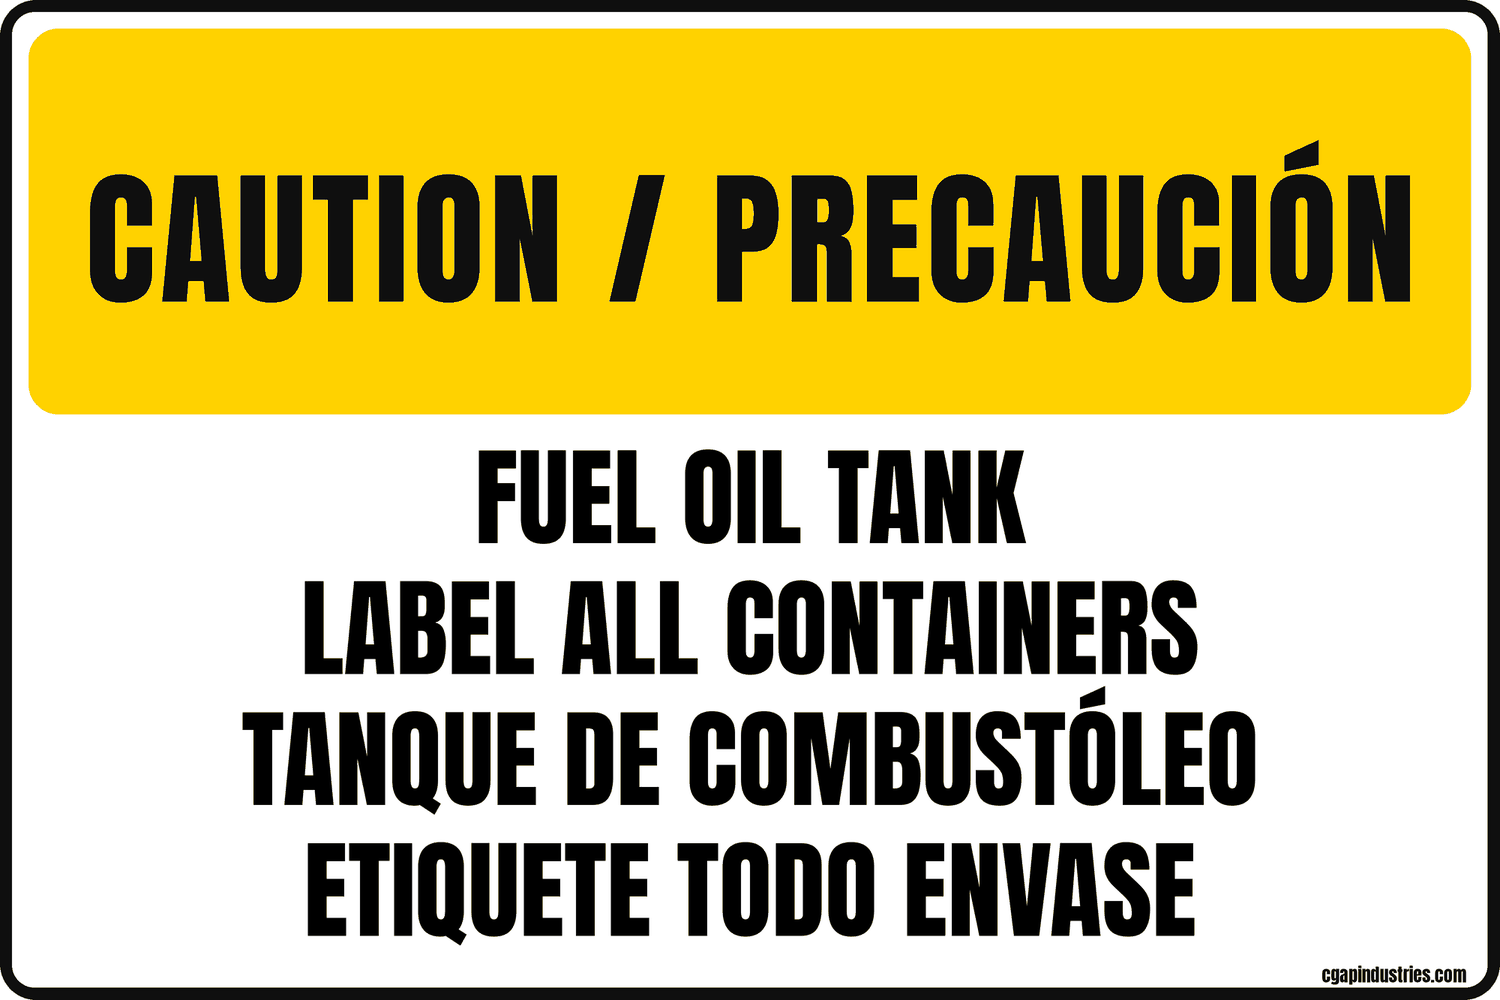 CAUTION / PRECAUCIÓN
FUEL OIL TANK
LABEL ALL CONTAINERS
TANQUE DE COMBUSTÓLEO
ETIQUETE TODO ENVASE
cgapindustries.com